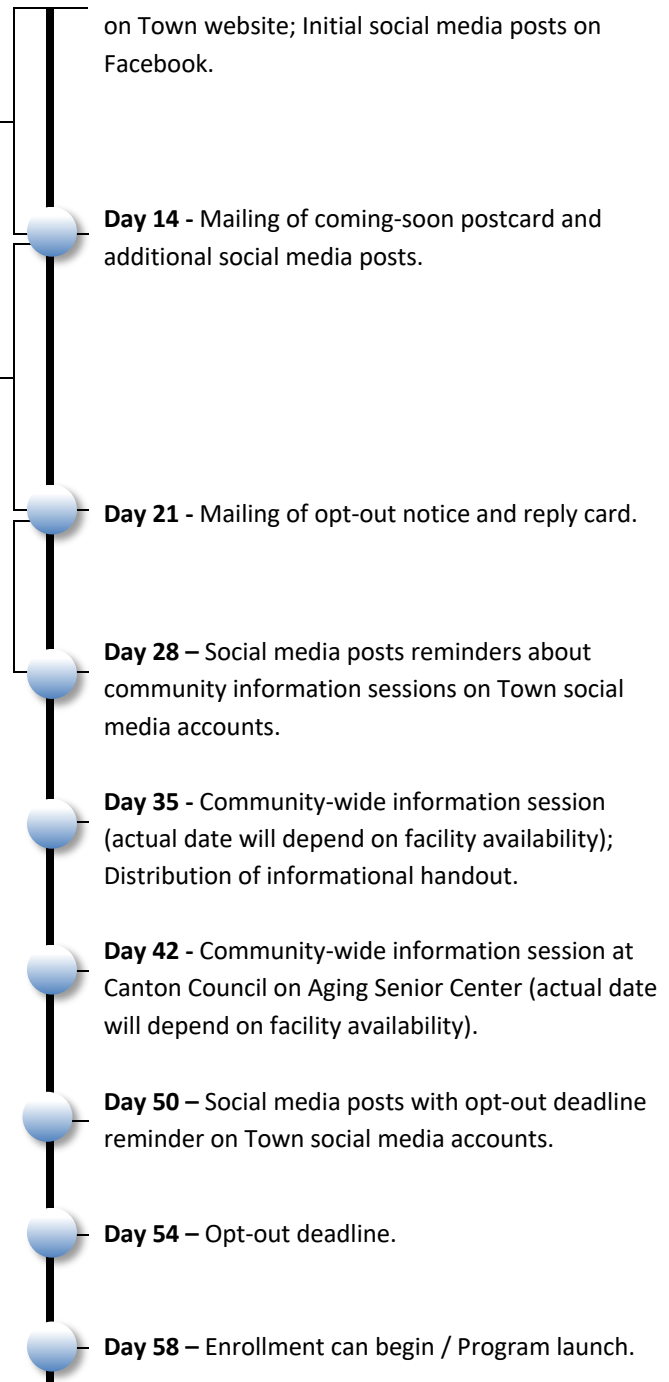 on Town website; Initial social media posts on
Facebook.
Day 14 - Mailing of coming-soon postcard and
additional social media posts.
Day 21 - Mailing of opt-out notice and reply card.
Day 28 – Social media posts reminders about
community information sessions on Town social
media accounts.
Day 35 - Community-wide information session
(actual date will depend on facility availability);
Distribution of informational handout.
Day 42 - Community-wide information session at
Canton Council on Aging Senior Center (actual date
will depend on facility availability).
Day 50 – Social media posts with opt-out deadline
reminder on Town social media accounts.
Day 54 – Opt-out deadline.
Day 58 – Enrollment can begin / Program launch.